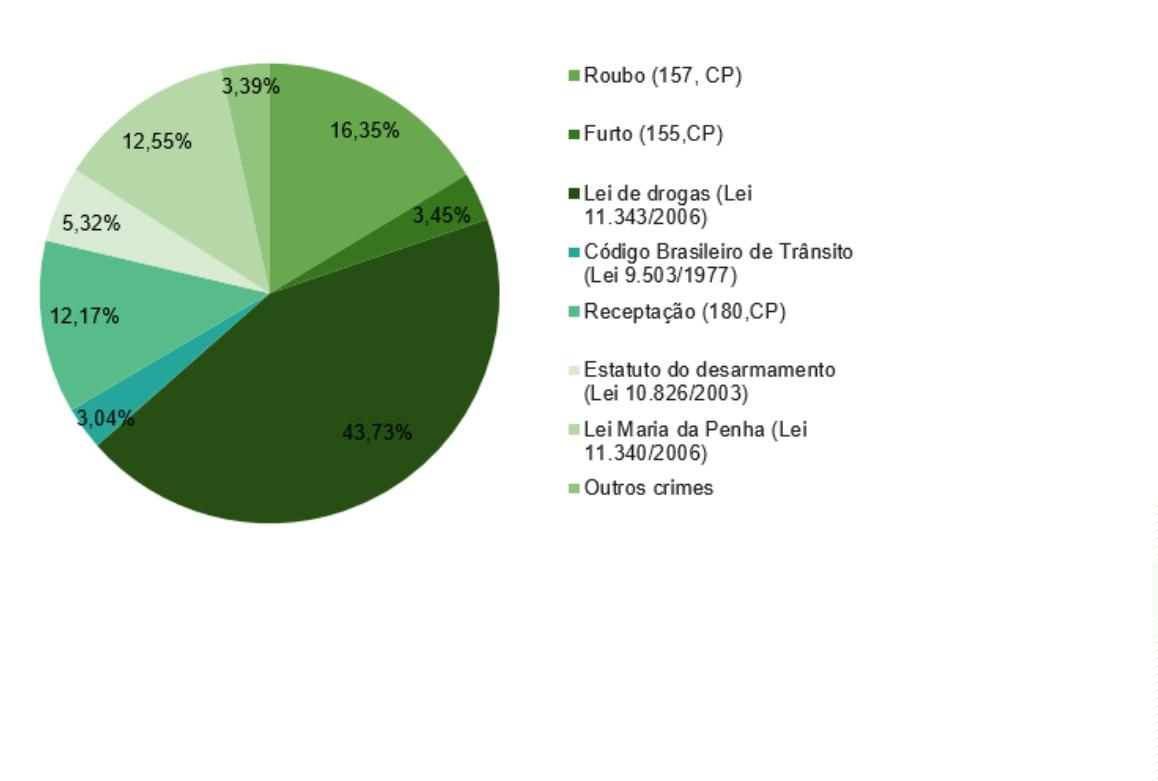 3,39%
16,35%
12,55%
3,45%
5,32%
12,17%
3,04%
43,73%
Roubo (157, CP)
Furto (155,CP)
Lei de drogas (Lei
11.343/2006)
Código Brasileiro de Trânsito
(Lei 9.503/1977)
Receptação (180,CP)
Estatuto do desarmamento
(Lei 10.826/2003)
Lei Maria da Penha (Lei
11.340/2006)
Outros crimes